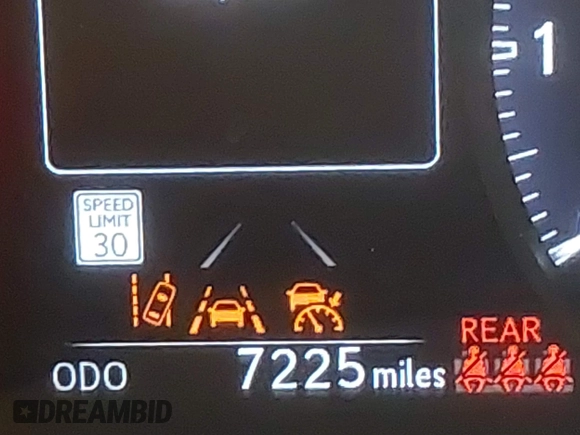 1
SPEED
LIMIT
30
REAR
ODO 7225 miles
DREAMBID